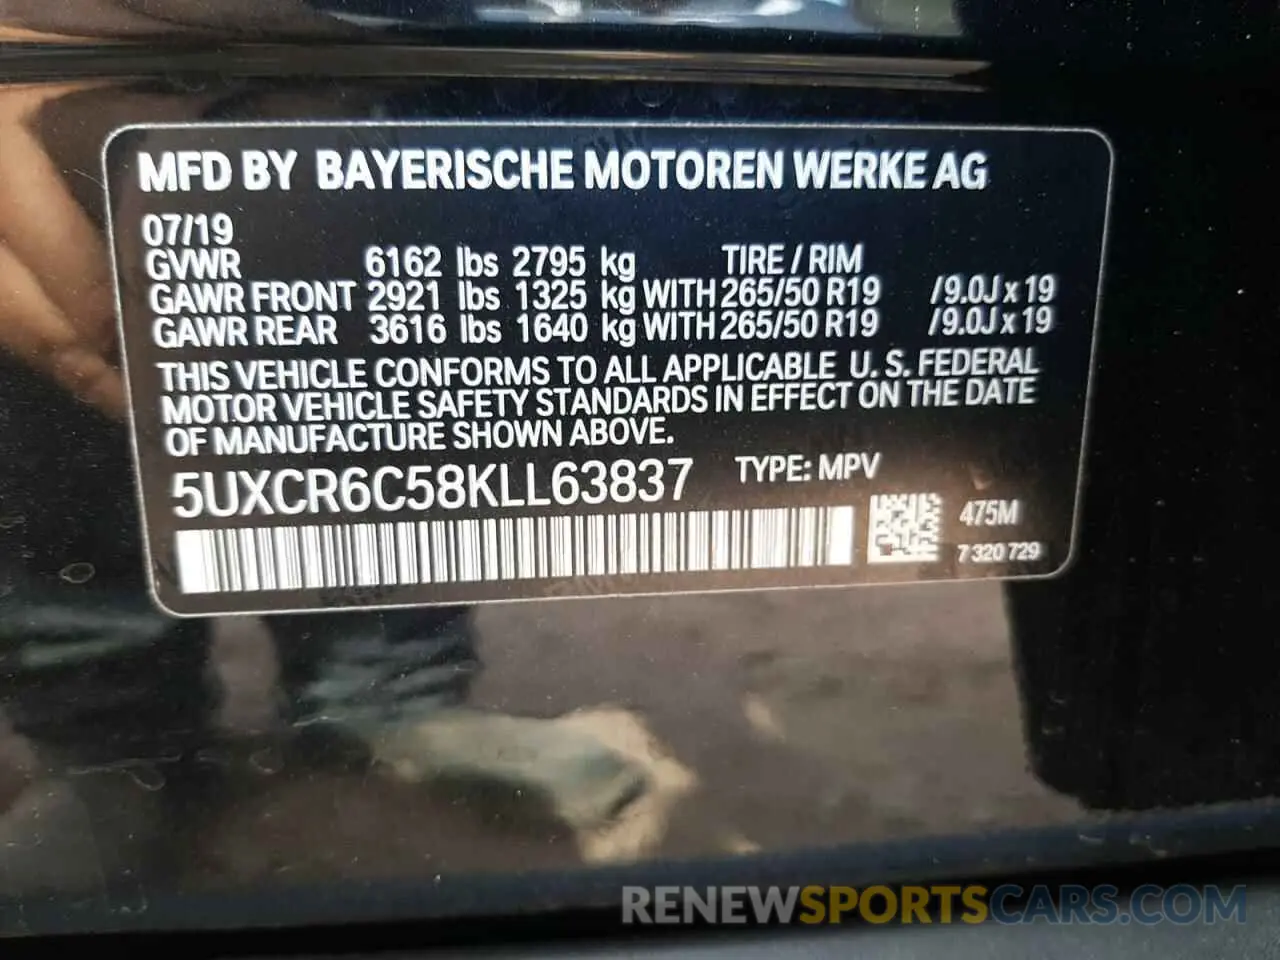 MFD BY BAYERISCHE MOTOREN WERKE AG
07/19
GVWR 6162 lbs 2795 kg TIRE / RIM
GAWR FRONT 2921 lbs 1325 kg WITH 265/50 R19 /9.0J x 19
GAWR REAR 3616 lbs 1640 kg WITH 265/50 R19 /9.0J x 19
THIS VEHICLE CONFORMS TO ALL APPLICABLE U. S. FEDERAL
MOTOR VEHICLE SAFETY STANDARDS IN EFFECT ON THE DATE
OF MANUFACTURE SHOWN ABOVE.
5UXCR6C58KLL63837 TYPE: MPV
475M
7 320 729
RENEWSPORTSCARS.COM